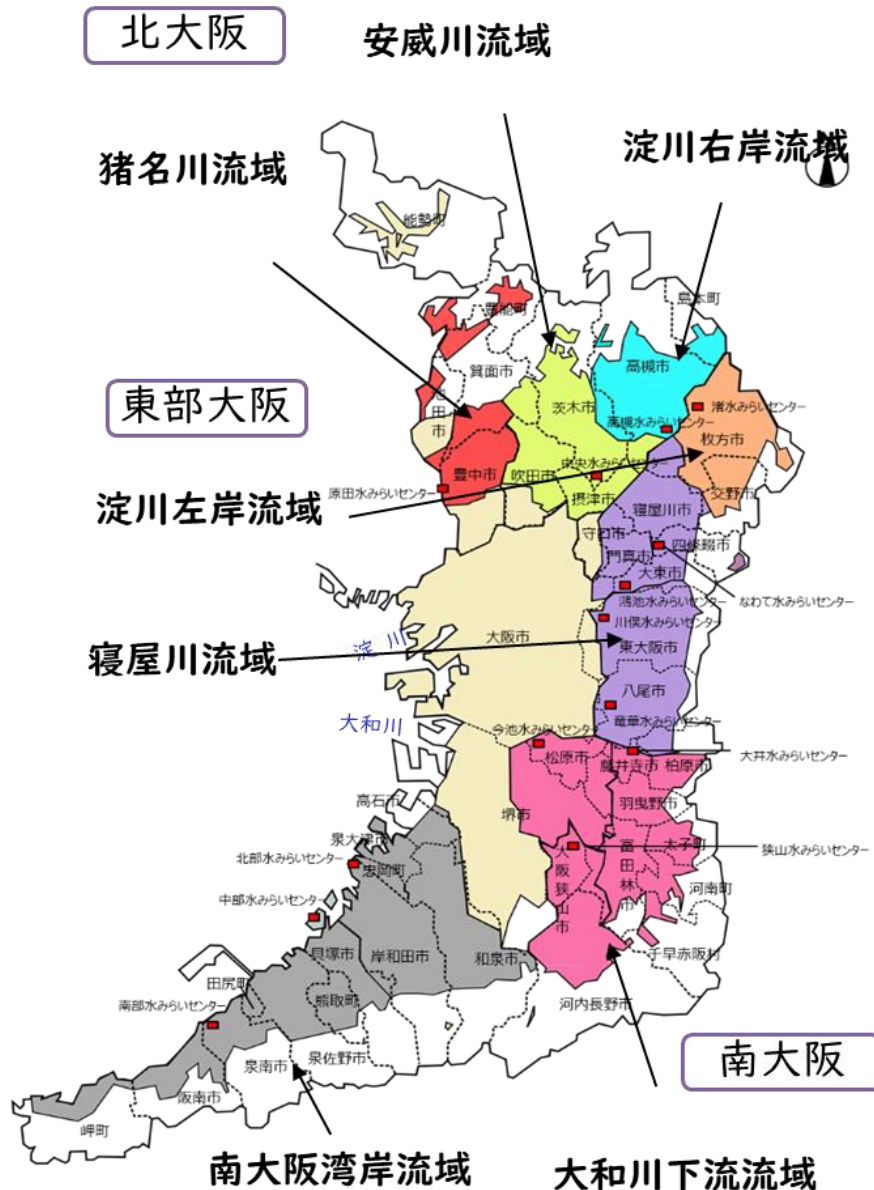 北大阪
安威川流域
淀川右岸流域
猪名川流域
能勢町
島本町
豊能町
箕面市
高槻市
池田市
東部大阪
茨木市
渚水みらいセンター
高槻水みらいセンター
枚方市
豊中市
吹田市
中央水みらいセンター
原田水みらいセンター
摂津市
交野市
淀川左岸流域
寝屋川市
守口市
門真市
四條畷市
大東市
鴻池水みらいセンター
なわて水みらいセンター
川俣水みらいセンター
大阪市
淀川
東大阪市
寝屋川流域
八尾市
大和川
竜華水みらいセンター
今池水みらいセンター
松原市
藤井寺市
柏原市
大井水みらいセンター
高石市
羽曳野市
堺市
泉大津市
北部水みらいセンター
忠岡町
大阪狭山市
富田林市
太子町
狭山水みらいセンター
中部水みらいセンター
河南町
貝塚市
岸和田市
和泉市
千早赤阪村
田尻町
熊取町
南部水みらいセンター
河内長野市
泉南市
泉佐野市
南大阪
阪南市
岬町
南大阪湾岸流域
大和川下流流域